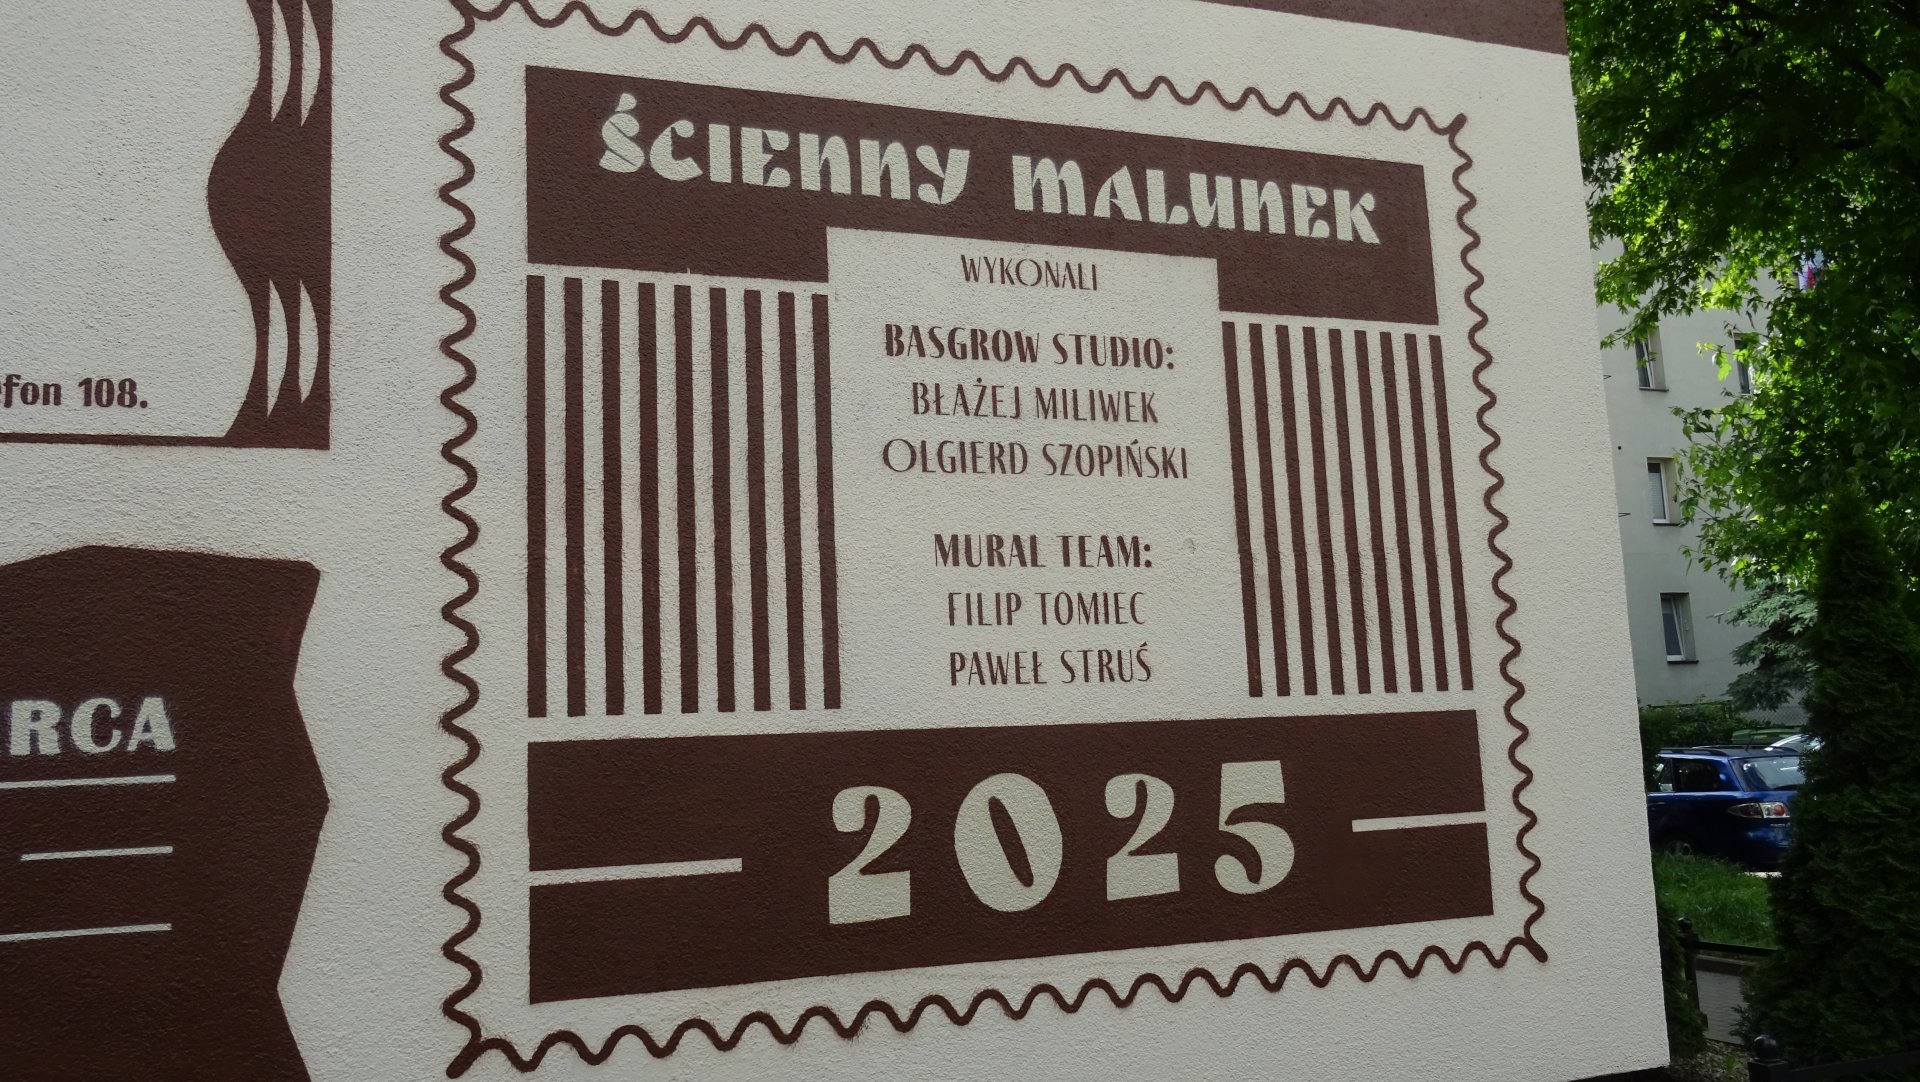 fon 108.
RCA
ŚCIENNY MALUNEK
WYKONALI
BASGROW STUDIO:
BŁAŻEJ MILIWEK
OLGIERD SZOPIŃSKI
MURAL TEAM:
FILIP TOMIEC
PAWEŁ STRUŚ
2025